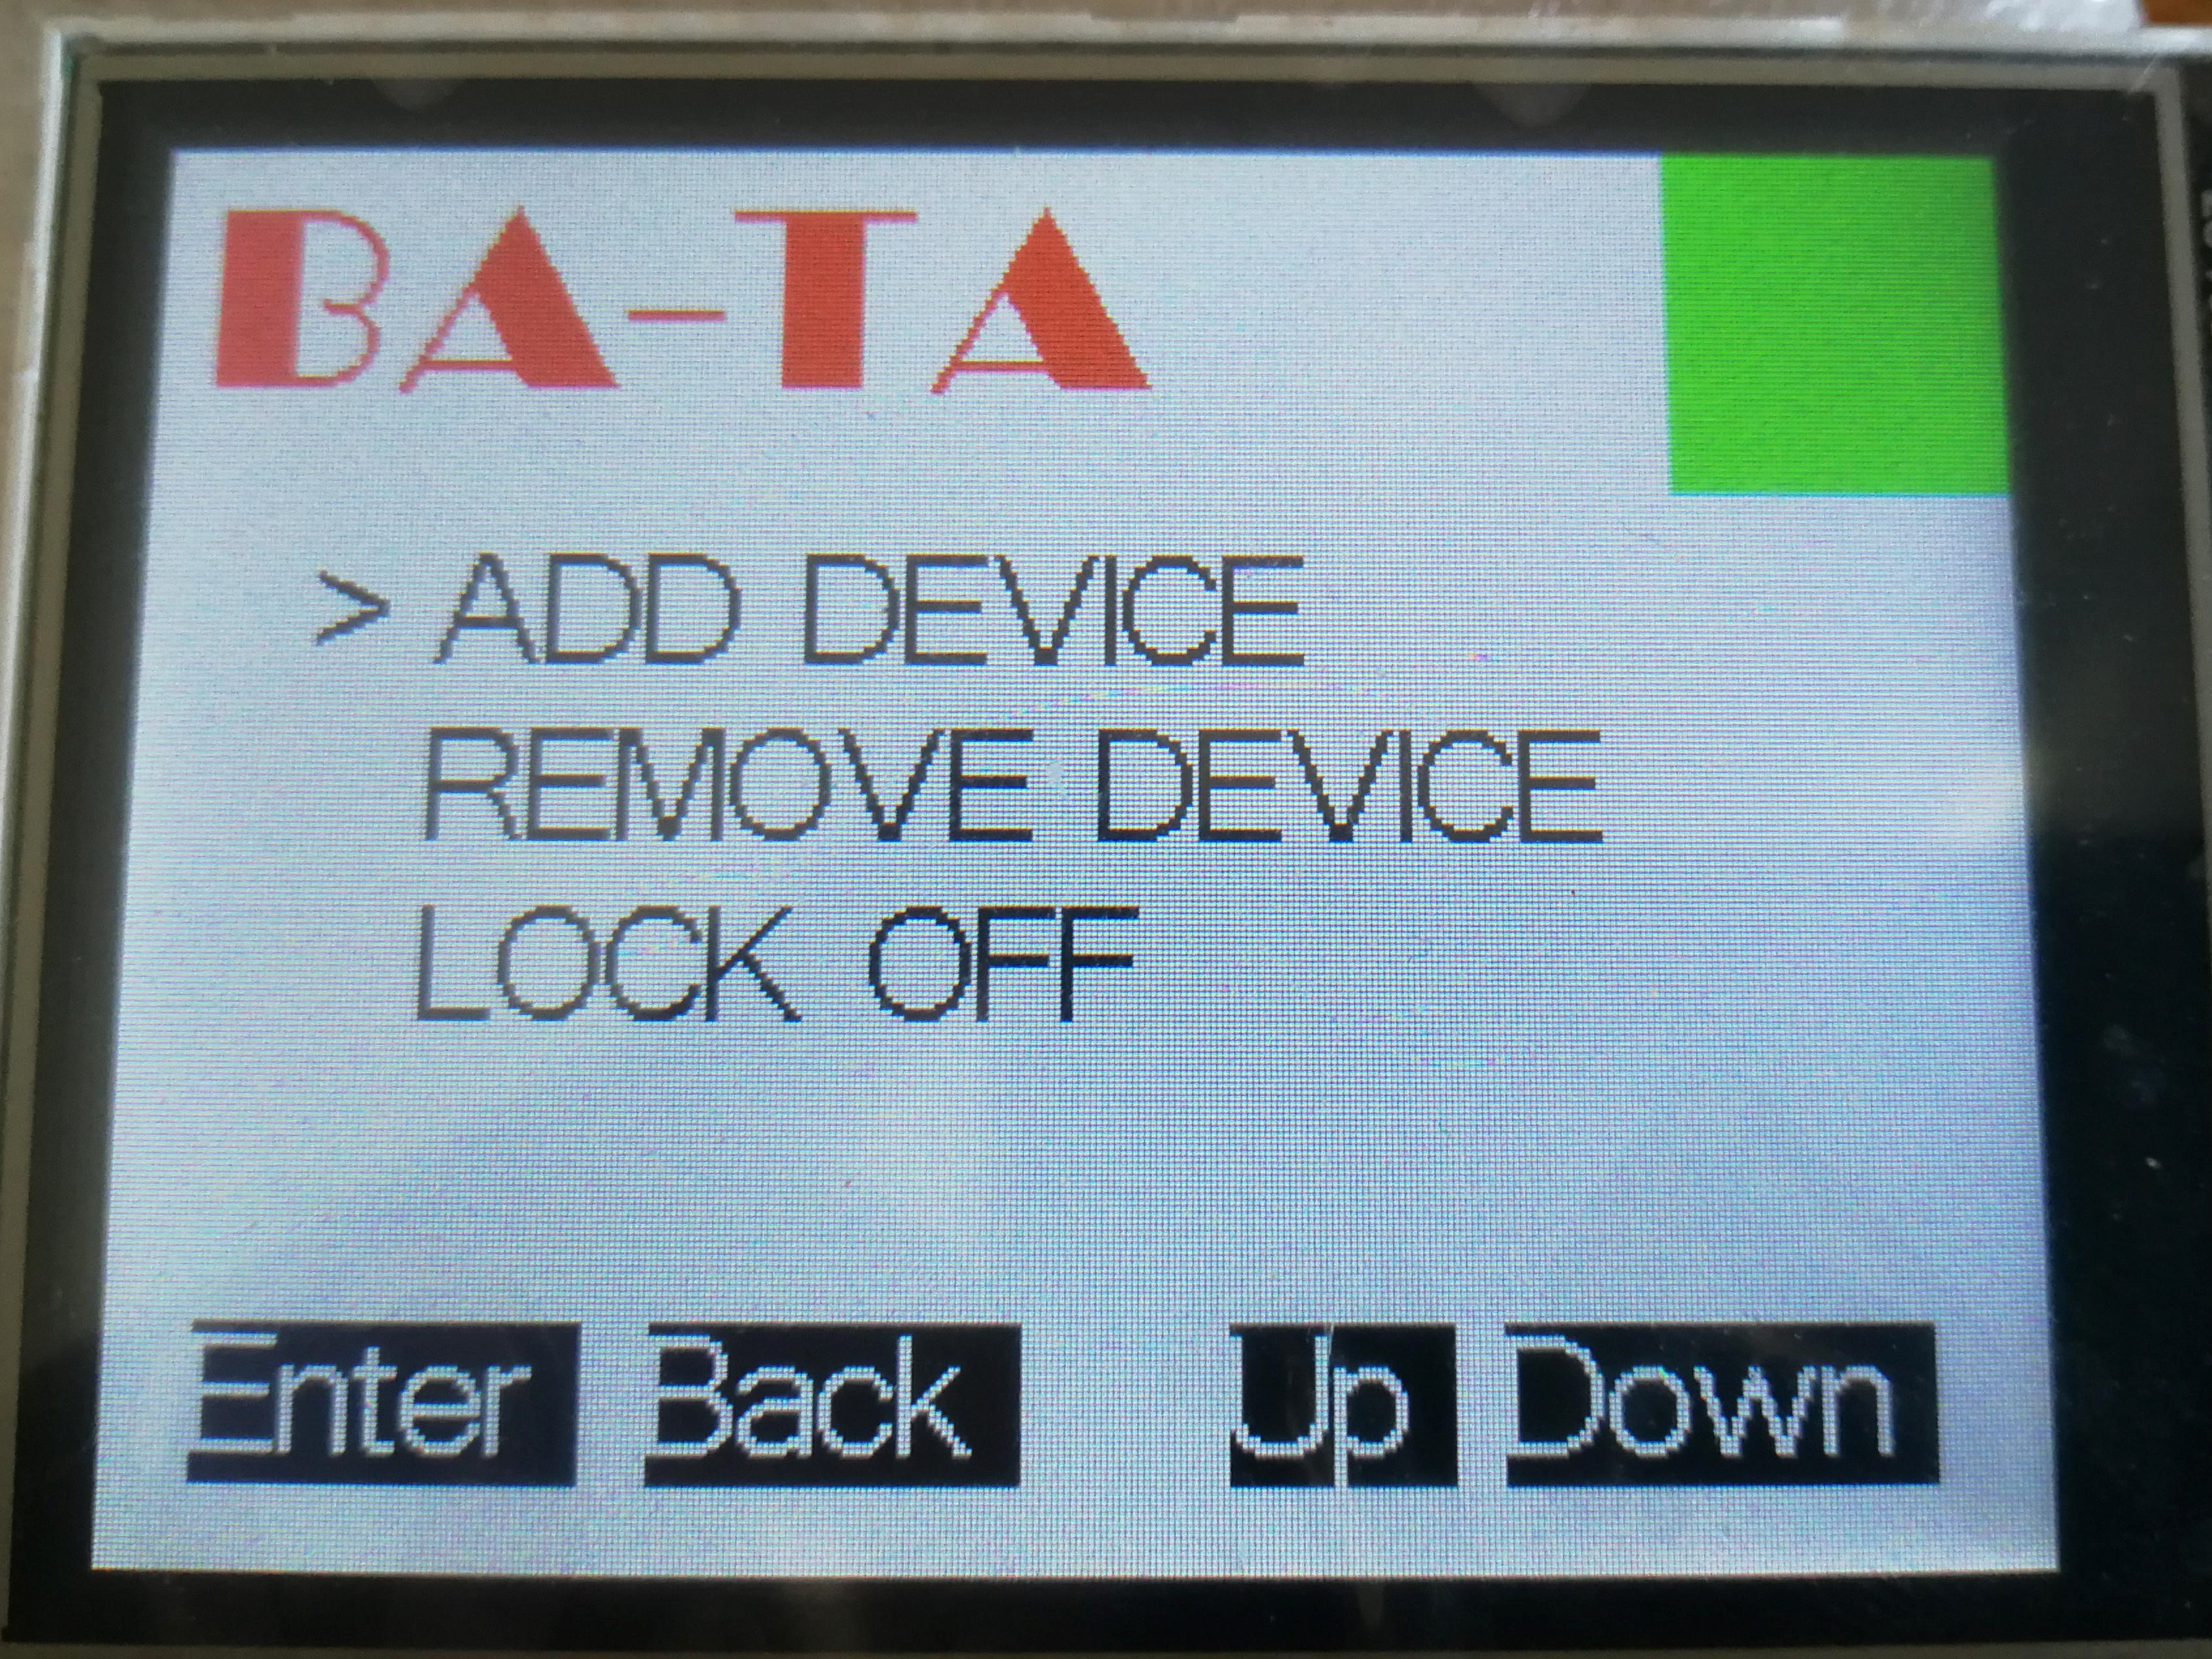 BA-TA
> ADD DEVICE
REMOVE DEVICE
LOCK OFF
Enter Back Up Down